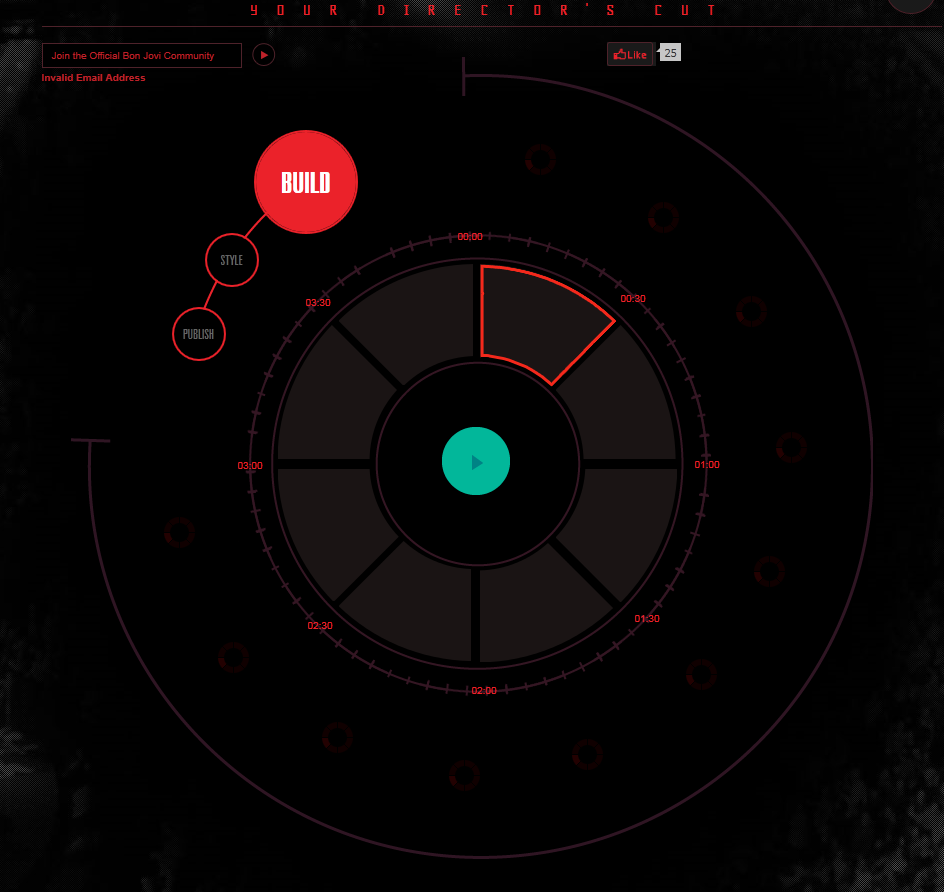 YOUR DIRECTOR'S CUT
Join the Official Bon Jovi Community
Like 25
Invalid Email Address
BUILD
STYLE
PUBLISH
00:00
00:30
01:00
01:30
02:00
02:30
03:00
03:30